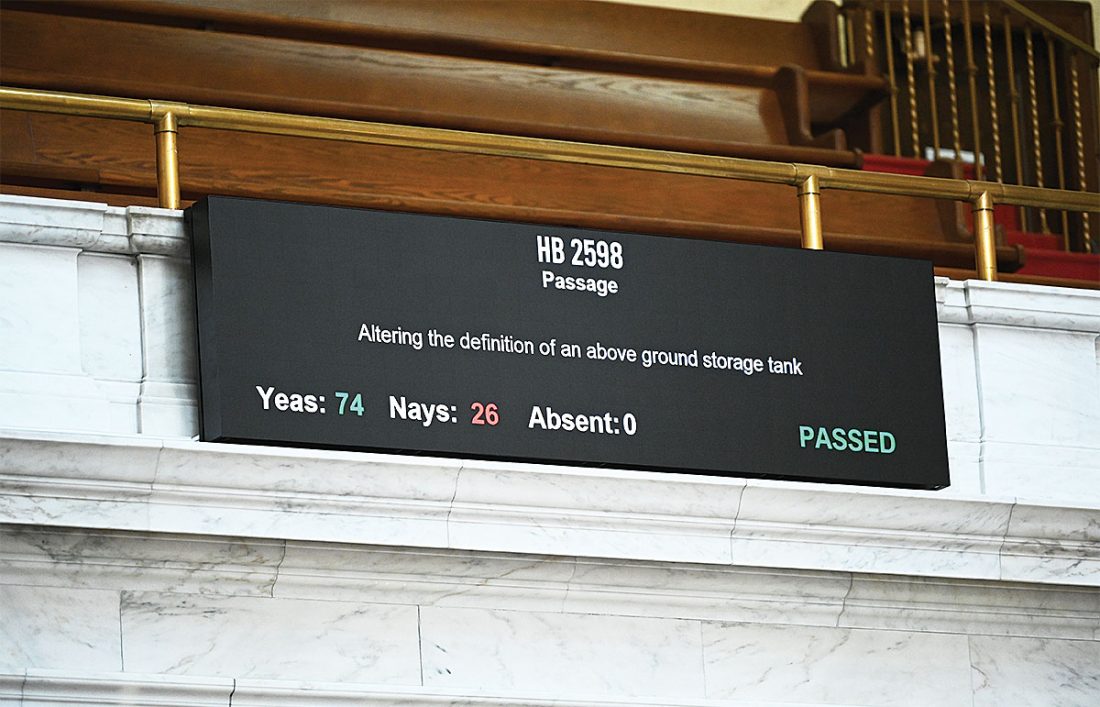 HB 2598
Passage
Altering the definition of an above ground storage tank
Yeas: 74 Nays: 26 Absent: 0
PASSED